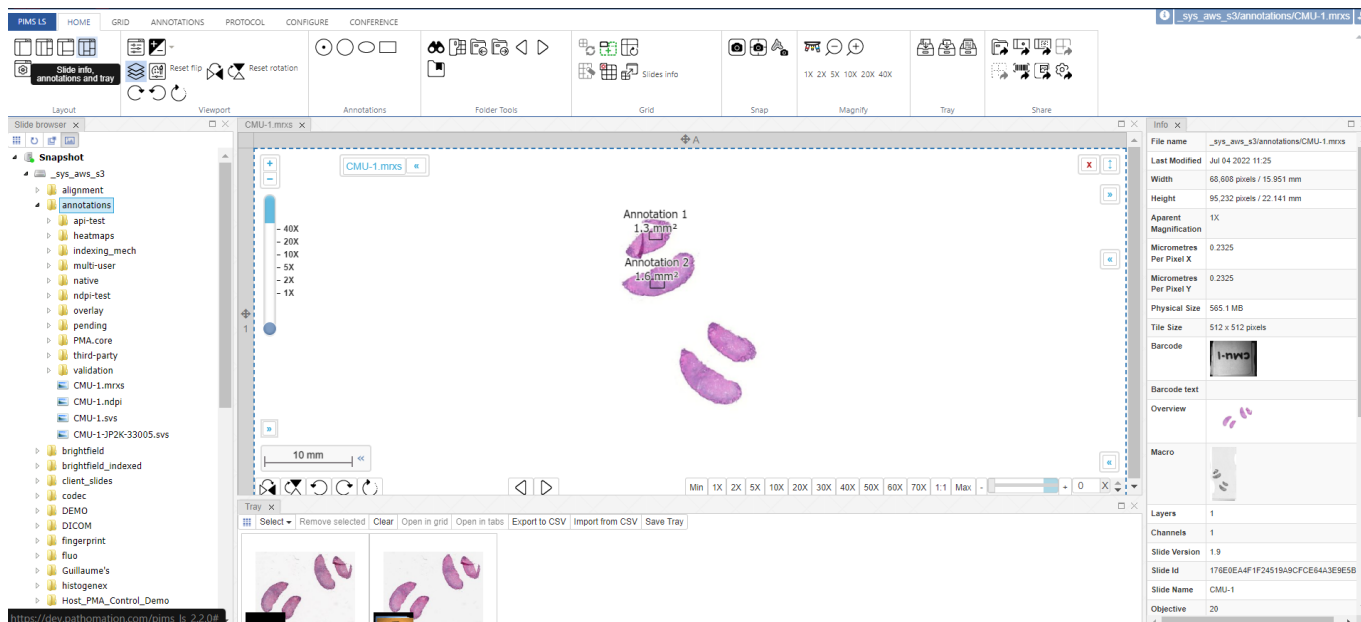 PIMS LS HOME GRID ANNOTATIONS PROTOCOL CONFIGURE CONFERENCE
_sys_aws_s3/annotations/CMU-1.mrxs
Slide info,
annotations and tray
Reset flip
Reset rotation
Slides info
1X 2X 5X 10X 20X 40X
Layout Viewport Annotations Folder Tools Grid Snap Magnify Tray Share
Slide browser x
Snapshot
_sys_aws_s3
alignment
annotations
api-test
heatmaps
indexing_mech
multi-user
native
ndpi-test
overlay
pending
PMA.core
third-party
validation
CMU-1.mrxs
CMU-1.ndpi
CMU-1.svs
CMU-1-JP2K-33005.svs
brightfield
brightfield_indexed
client_slides
codec
DEMO
DICOM
fingerprint
fluo
Guillaume's
histogenex
Host_PMA_Control_Demo
https://dev.pathomation.com/pims_ls_2.2.0#
CMU-1.mrxs x
A
1
CMU-1.mrxs «
+
−
- 40X
- 20X
- 10X
- 5X
- 2X
- 1X
Annotation 1
1.3 mm²
Annotation 2
1.6 mm²
x
»
«
»
10 mm «
«
Min 1X 2X 5X 10X 20X 30X 40X 50X 60X 70X 1:1 Max - + 0 X
Tray x
Select Remove selected Clear Open in grid Open in tabs Export to CSV Import from CSV Save Tray
Info x
File name _sys_aws_s3/annotations/CMU-1.mrxs
Last Modified Jul 04 2022 11:25
Width 68,608 pixels / 15.951 mm
Height 95,232 pixels / 22.141 mm
Aparent
Magnification 1X
Micrometres
Per Pixel X 0.2325
Micrometres
Per Pixel Y 0.2325
Physical Size 565.1 MB
Tile Size 512 x 512 pixels
Barcode CMU-1
Barcode text
Overview
Macro
Layers 1
Channels 1
Slide Version 1.9
Slide Id 176E0EA4F1F24519A9CFCE64A3E9E5B
Slide Name CMU-1
Objective 20